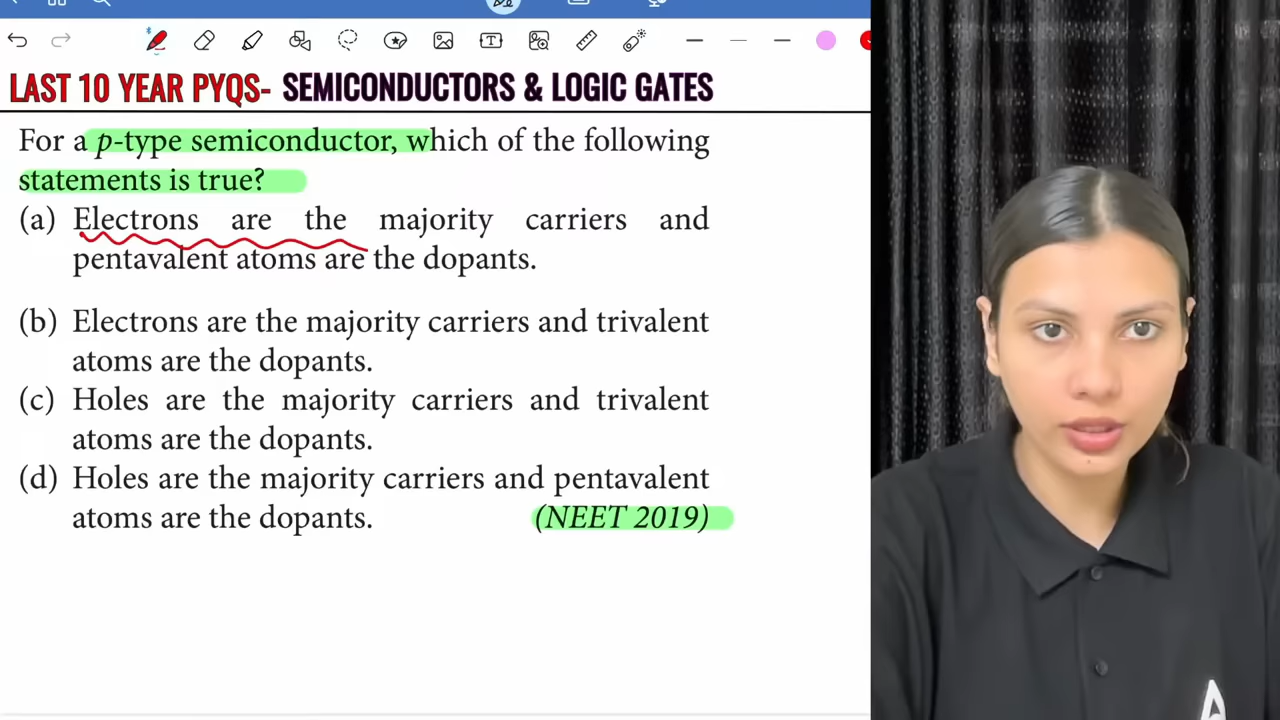 LAST 10 YEAR PYQS- SEMICONDUCTORS & LOGIC GATES
For a p-type semiconductor, which of the following
statements is true?
(a) Electrons are the majority carriers and
pentavalent atoms are the dopants.
(b) Electrons are the majority carriers and trivalent
atoms are the dopants.
(c) Holes are the majority carriers and trivalent
atoms are the dopants.
(d) Holes are the majority carriers and pentavalent
atoms are the dopants. (NEET 2019)